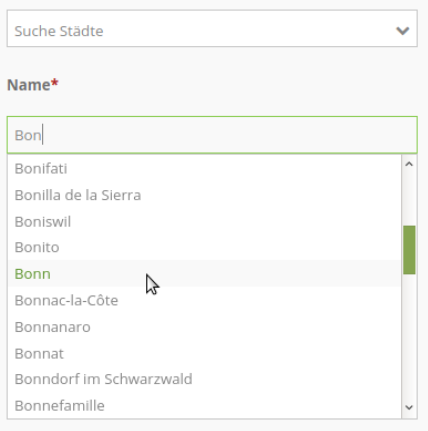 Suche Städte
Name*
Bon
Bonifati
Bonilla de la Sierra
Boniswil
Bonito
Bonn
Bonnac-la-Côte
Bonnanaro
Bonnat
Bonndorf im Schwarzwald
Bonnefamille